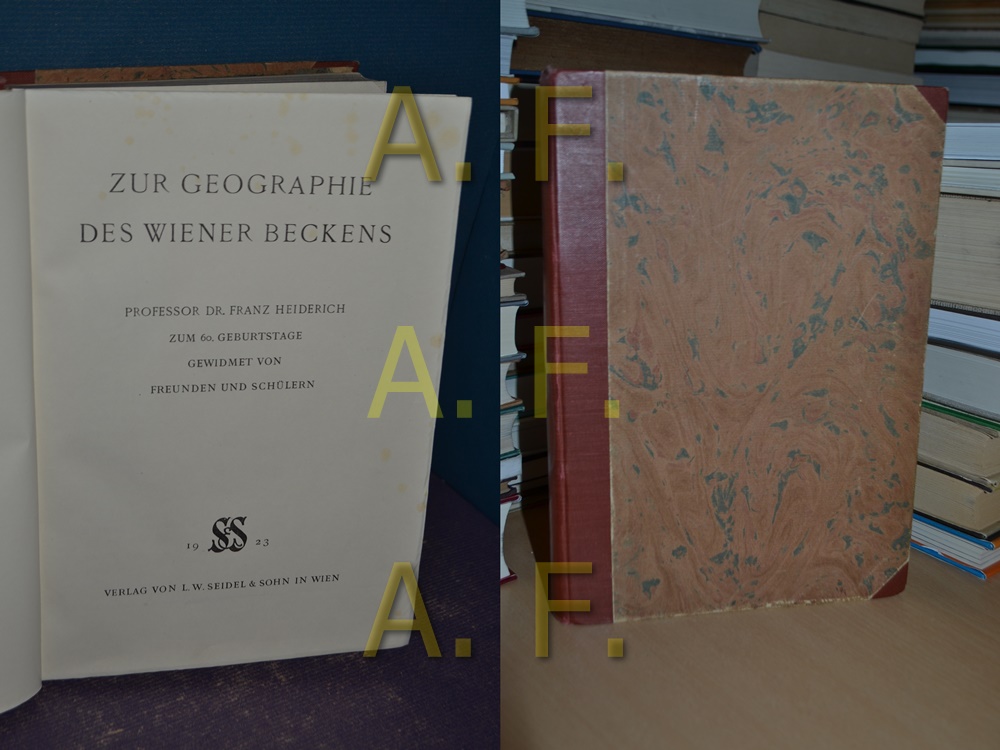 ZUR GEOGRAPHIE
DES WIENER BECKENS
PROFESSOR DR. FRANZ HEIDERICH
ZUM 60. GEBURTSTAGE
GEWIDMET VON
FREUNDEN UND SCHÜLERN
19 S&S 23
VERLAG VON L. W. SEIDEL & SOHN IN WIEN
A. F.
A. F.
A. F.